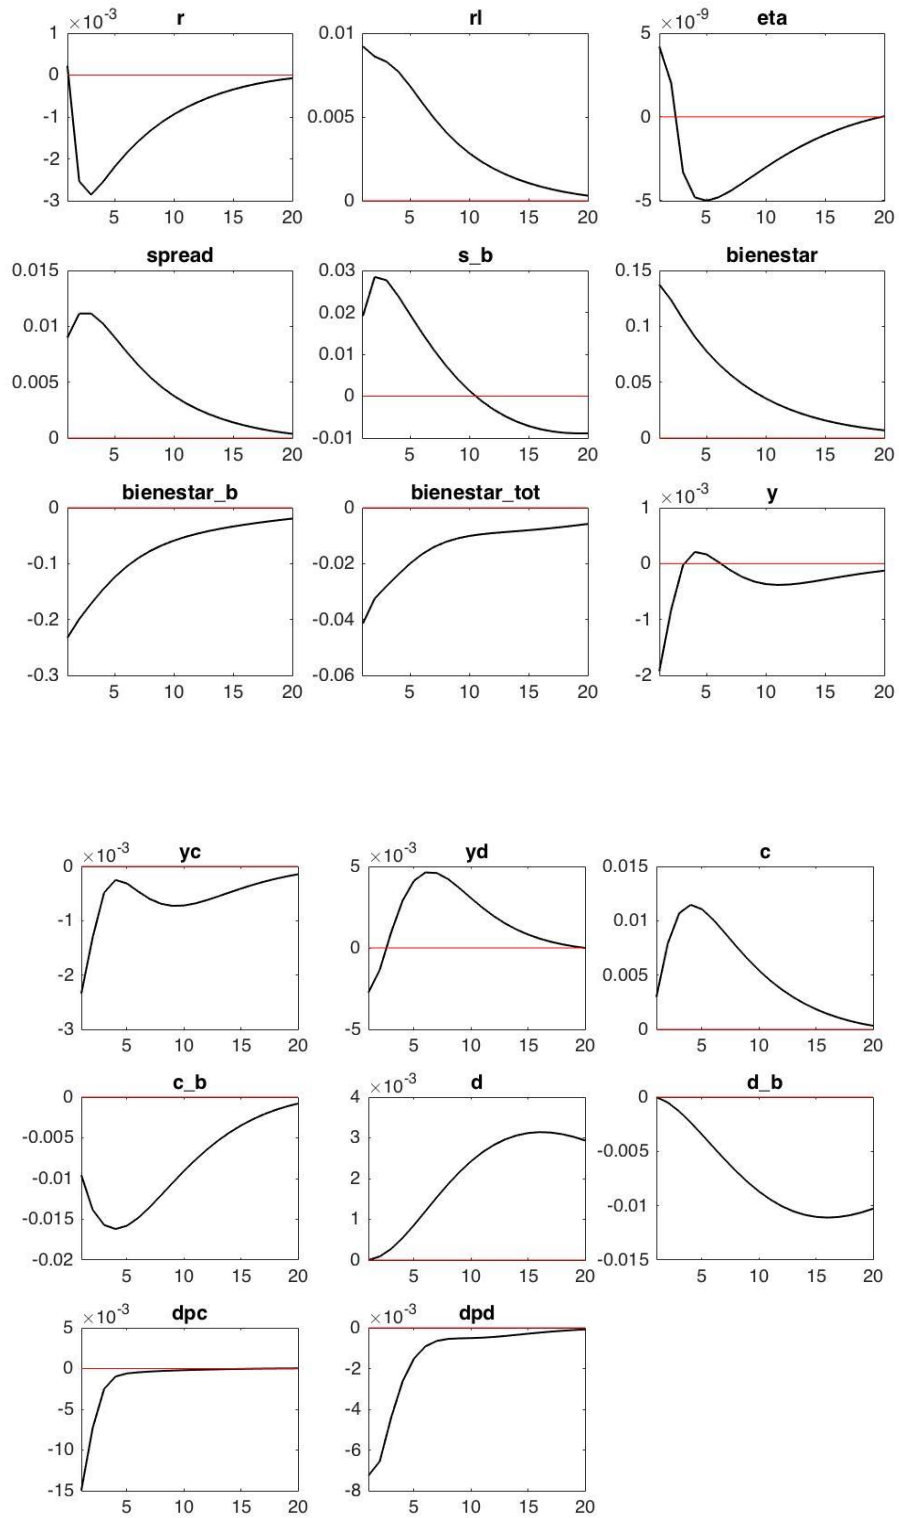 r
×10-3
1
0
-1
-2
-3
5 10 15 20
rl
0.01
0.005
0
5 10 15 20
eta
×10-9
5
0
-5
5 10 15 20
spread
0.015
0.01
0.005
0
5 10 15 20
s_b
0.03
0.02
0.01
0
-0.01
5 10 15 20
bienestar
0.15
0.1
0.05
0
5 10 15 20
bienestar_b
0
-0.1
-0.2
-0.3
5 10 15 20
bienestar_tot
0
-0.02
-0.04
-0.06
5 10 15 20
y
×10-3
1
0
-1
-2
5 10 15 20
yc
×10-3
0
-1
-2
-3
5 10 15 20
yd
×10-3
5
0
-5
5 10 15 20
c
0.015
0.01
0.005
0
5 10 15 20
c_b
0
-0.005
-0.01
-0.015
-0.02
5 10 15 20
d
×10-3
4
3
2
1
0
5 10 15 20
d_b
0
-0.005
-0.01
-0.015
5 10 15 20
dpc
×10-3
5
0
-5
-10
-15
5 10 15 20
dpd
×10-3
0
-2
-4
-6
-8
5 10 15 20